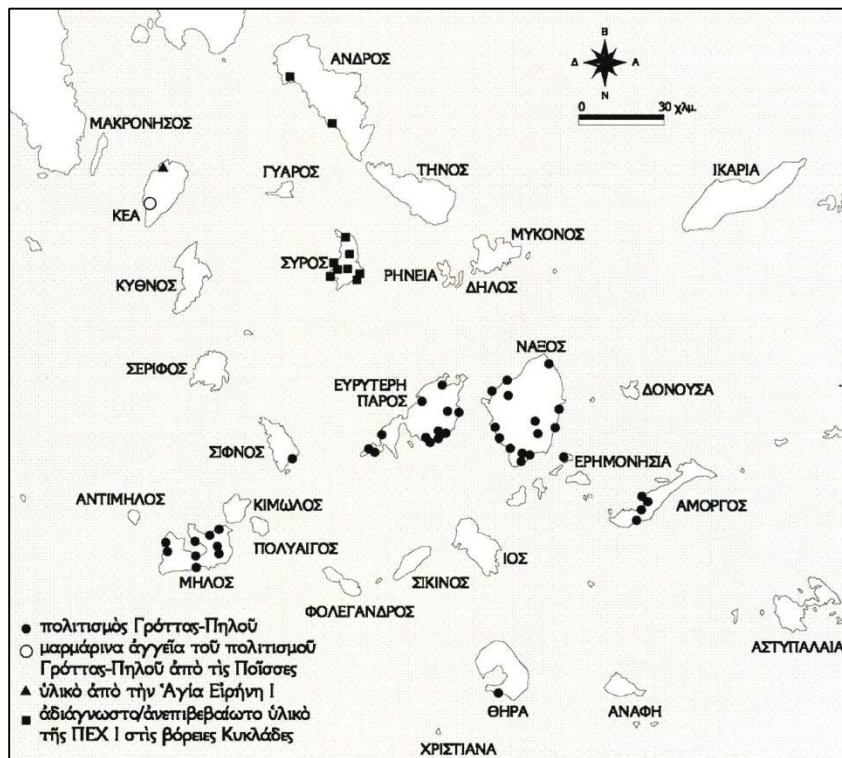 ΑΝΔΡΟΣ
Β
Δ Α
Ν
0 30 χλμ.
ΜΑΚΡΟΝΗΣΟΣ
ΓΥΑΡΟΣ
ΤΗΝΟΣ
ΙΚΑΡΙΑ
ΚΕΑ
ΜΥΚΟΝΟΣ
ΣΥΡΟΣ
ΡΗΝΕΙΑ
ΔΗΛΟΣ
ΚΥΘΝΟΣ
ΝΑΞΟΣ
ΣΕΡΙΦΟΣ
ΕΥΡΥΤΕΡΗ
ΠΑΡΟΣ
ΔΟΝΟΥΣΑ
ΣΙΦΝΟΣ
ΕΡΗΜΟΝΗΣΙΑ
ΑΝΤΙΜΗΛΟΣ
ΚΙΜΩΛΟΣ
ΑΜΟΡΓΟΣ
ΠΟΛΥΑΙΓΟΣ
ΙΟΣ
ΜΗΛΟΣ
ΣΙΚΙΝΟΣ
ΦΟΛΕΓΑΝΔΡΟΣ
ΑΣΤΥΠΑΛΑΙΑ
ΘΗΡΑ
ΑΝΑΦΗ
ΧΡΙΣΤΙΑΝΑ
πολιτισμὸς Γρόττας-Πηλοῦ
μαρμάρινα ἀγγεῖα τοῦ πολιτισμοῦ
Γρόττας-Πηλοῦ ἀπὸ τὶς Ποῖσσες
ὑλικὸ ἀπὸ τὴν Ἁγία Εἰρήνη Ι
ἀδιάγνωστο/ἀνεπιβεβαίωτο ὑλικὸ
τῆς ΠΕΧ Ι στὶς βόρειες Κυκλάδες